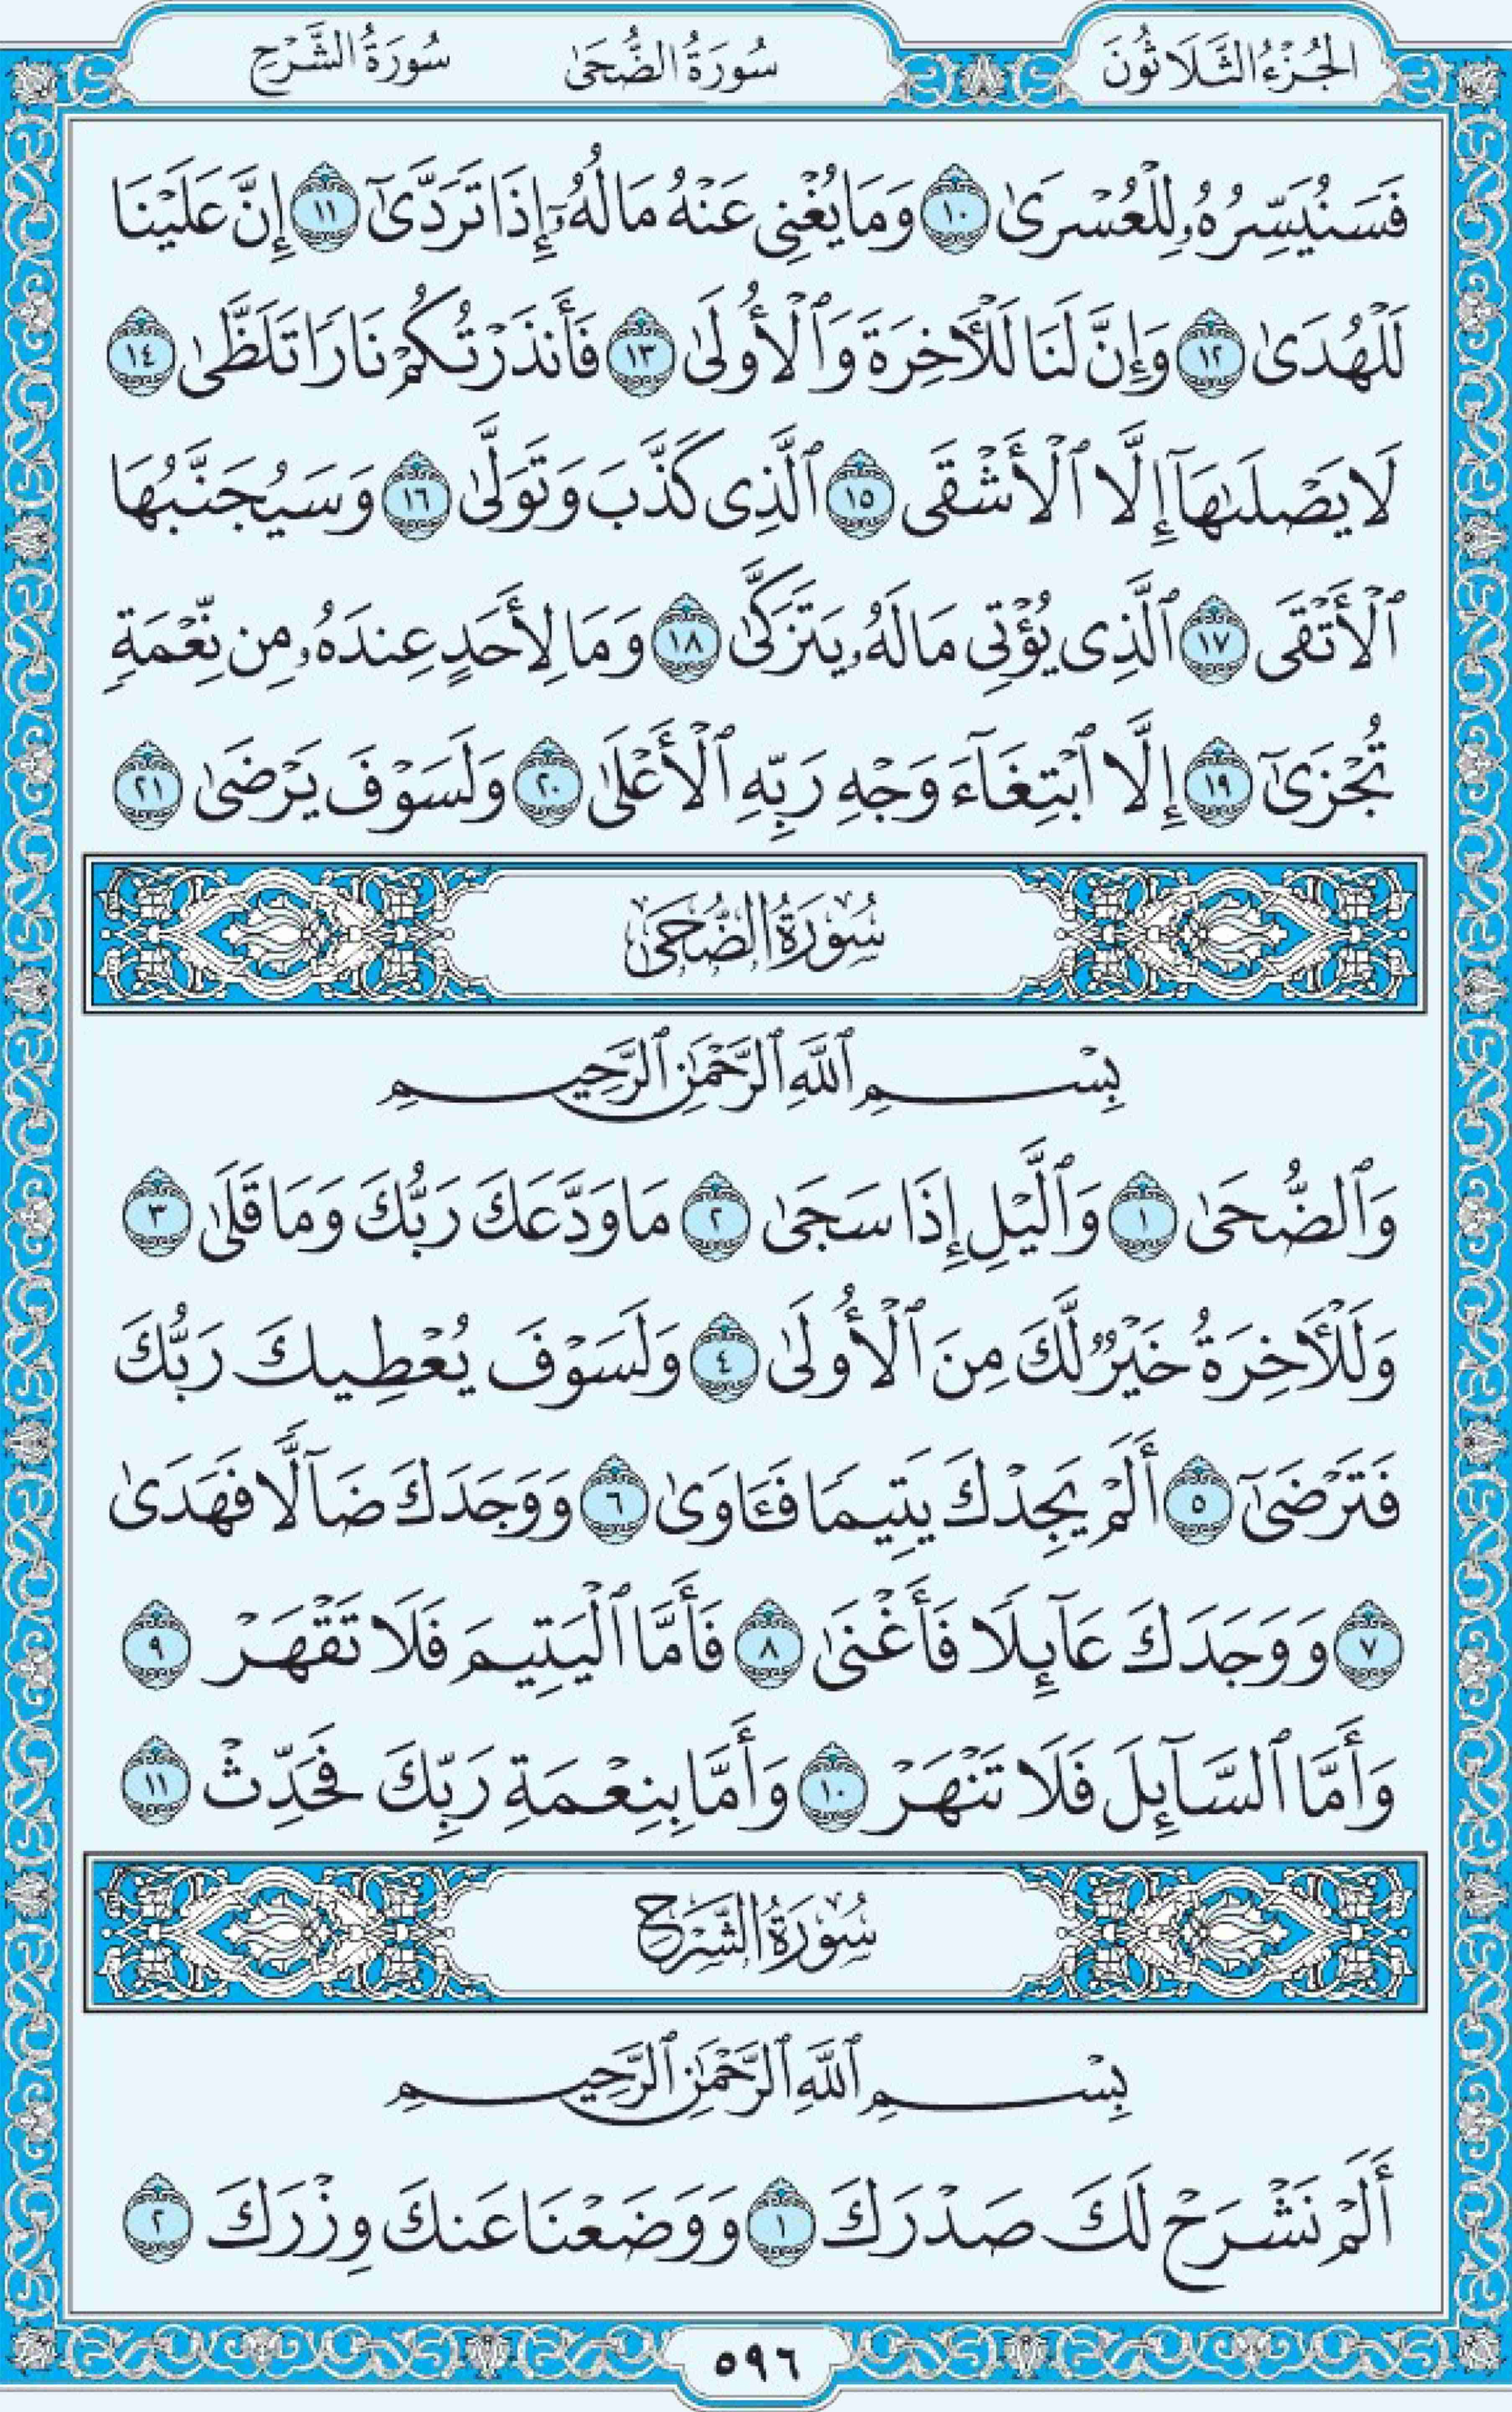 الجُزْءُ الثَّلَاثُونَ سُورَةُ الضُّحَىٰ سُورَةُ الشَّرْحِ
فَسَنُيَسِّرُهُۥ لِلْعُسْرَىٰ ١٠ وَمَا يُغْنِى عَنْهُ مَالُهُۥٓ إِذَا تَرَدَّىٰٓ ١١ إِنَّ عَلَيْنَا
لَلْهُدَىٰ ١٢ وَإِنَّ لَنَا لَلْـَٔاخِرَةَ وَٱلْأُولَىٰ ١٣ فَأَنذَرْتُكُمْ نَارًا تَلَظَّىٰ ١٤
لَا يَصْلَىٰهَآ إِلَّا ٱلْأَشْقَى ١٥ ٱلَّذِى كَذَّبَ وَتَوَلَّىٰ ١٦ وَسَيُجَنَّبُهَا
ٱلْأَتْقَى ١٧ ٱلَّذِى يُؤْتِى مَالَهُۥ يَتَزَكَّىٰ ١٨ وَمَا لِأَحَدٍ عِندَهُۥ مِن نِّعْمَةٍ
تُجْزَىٰٓ ١٩ إِلَّا ٱبْتِغَآءَ وَجْهِ رَبِّهِ ٱلْأَعْلَىٰ ٢٠ وَلَسَوْفَ يَرْضَىٰ ٢١
سُورَةُ الضُّحَىٰ
بِسْمِ ٱللَّهِ ٱلرَّحْمَٰنِ ٱلرَّحِيمِ
وَٱلضُّحَىٰ ١ وَٱلَّيْلِ إِذَا سَجَىٰ ٢ مَا وَدَّعَكَ رَبُّكَ وَمَا قَلَىٰ ٣
وَلَلْـَٔاخِرَةُ خَيْرٌ لَّكَ مِنَ ٱلْأُولَىٰ ٤ وَلَسَوْفَ يُعْطِيكَ رَبُّكَ
فَتَرْضَىٰٓ ٥ أَلَمْ يَجِدْكَ يَتِيمًا فَـَٔاوَىٰ ٦ وَوَجَدَكَ ضَآلًّا فَهَدَىٰ
٧ وَوَجَدَكَ عَآئِلًا فَأَغْنَىٰ ٨ فَأَمَّا ٱلْيَتِيمَ فَلَا تَقْهَرْ ٩
وَأَمَّا ٱلسَّآئِلَ فَلَا تَنْهَرْ ١٠ وَأَمَّا بِنِعْمَةِ رَبِّكَ فَحَدِّثْ ١١
سُورَةُ الشَّرْحِ
بِسْمِ ٱللَّهِ ٱلرَّحْمَٰنِ ٱلرَّحِيمِ
أَلَمْ نَشْرَحْ لَكَ صَدْرَكَ ١ وَوَضَعْنَا عَنكَ وِزْرَكَ ٢
٥٩٦